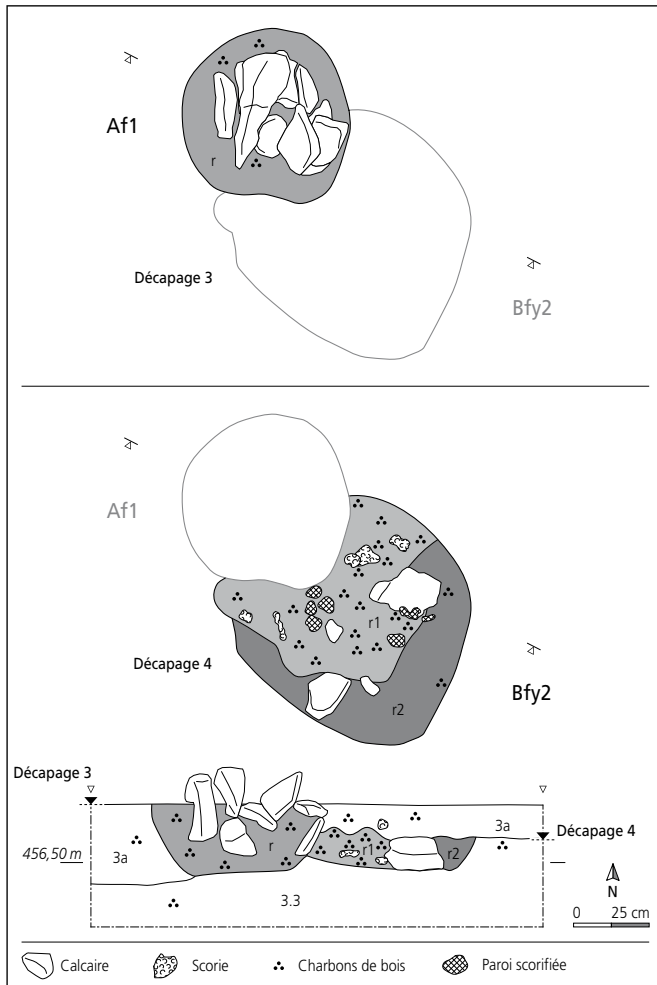 Af1
r
Décapage 3
Bfy2
Af1
r1
Décapage 4
Bfy2
r2
Décapage 3
3a
Décapage 4
r
r1
r2
456,50 m
3a
3.3
N
0 25 cm
Calcaire Scorie Charbons de bois Paroi scorifiée